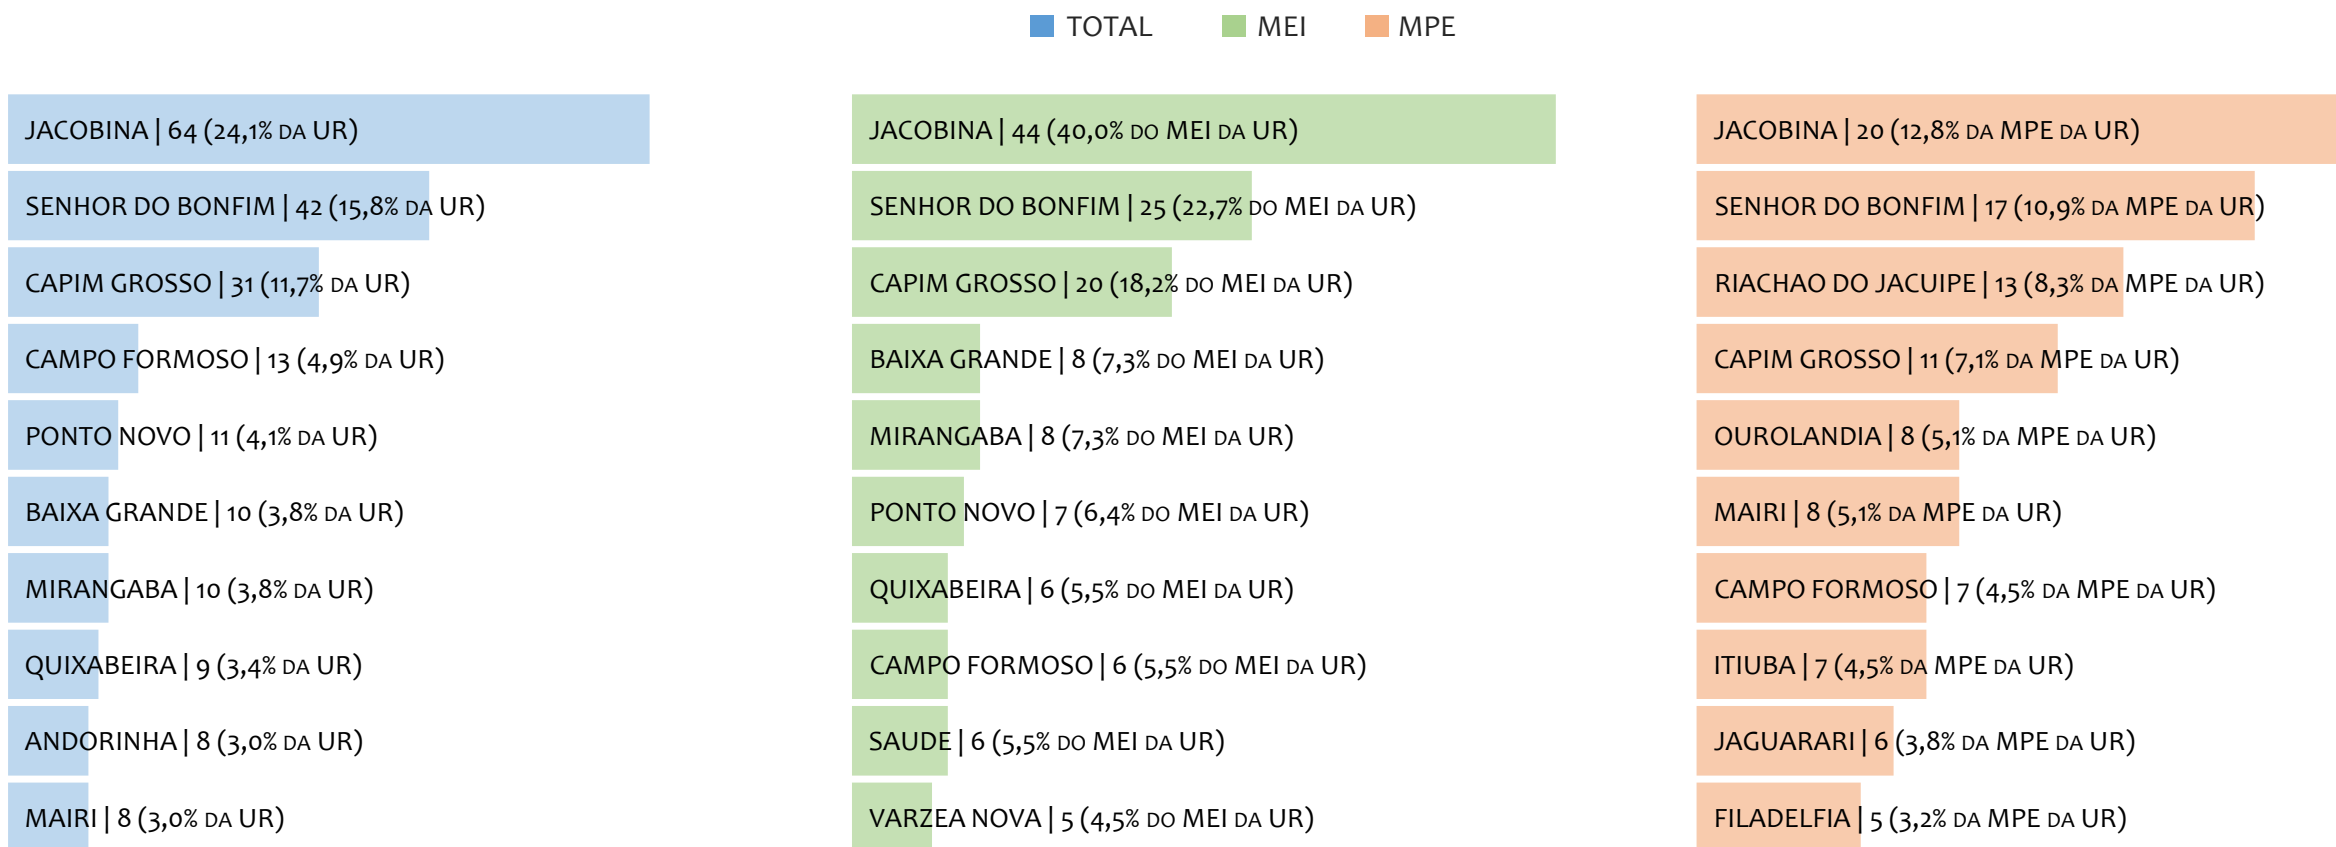 TOTAL MEI MPE
JACOBINA | 64 (24,1% DA UR)
SENHOR DO BONFIM | 42 (15,8% DA UR)
CAPIM GROSSO | 31 (11,7% DA UR)
CAMPO FORMOSO | 13 (4,9% DA UR)
PONTO NOVO | 11 (4,1% DA UR)
BAIXA GRANDE | 10 (3,8% DA UR)
MIRANGABA | 10 (3,8% DA UR)
QUIXABEIRA | 9 (3,4% DA UR)
ANDORINHA | 8 (3,0% DA UR)
MAIRI | 8 (3,0% DA UR)
JACOBINA | 44 (40,0% DO MEI DA UR)
SENHOR DO BONFIM | 25 (22,7% DO MEI DA UR)
CAPIM GROSSO | 20 (18,2% DO MEI DA UR)
BAIXA GRANDE | 8 (7,3% DO MEI DA UR)
MIRANGABA | 8 (7,3% DO MEI DA UR)
PONTO NOVO | 7 (6,4% DO MEI DA UR)
QUIXABEIRA | 6 (5,5% DO MEI DA UR)
CAMPO FORMOSO | 6 (5,5% DO MEI DA UR)
SAUDE | 6 (5,5% DO MEI DA UR)
VARZEA NOVA | 5 (4,5% DO MEI DA UR)
JACOBINA | 20 (12,8% DA MPE DA UR)
SENHOR DO BONFIM | 17 (10,9% DA MPE DA UR)
RIACHAO DO JACUIPE | 13 (8,3% DA MPE DA UR)
CAPIM GROSSO | 11 (7,1% DA MPE DA UR)
OUROLANDIA | 8 (5,1% DA MPE DA UR)
MAIRI | 8 (5,1% DA MPE DA UR)
CAMPO FORMOSO | 7 (4,5% DA MPE DA UR)
ITIUBA | 7 (4,5% DA MPE DA UR)
JAGUARARI | 6 (3,8% DA MPE DA UR)
FILADELFIA | 5 (3,2% DA MPE DA UR)